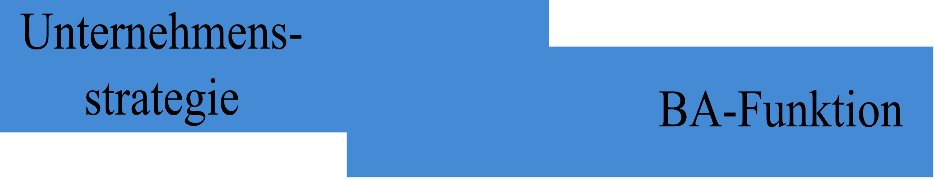 Unternehmens-
strategie
BA-Funktion